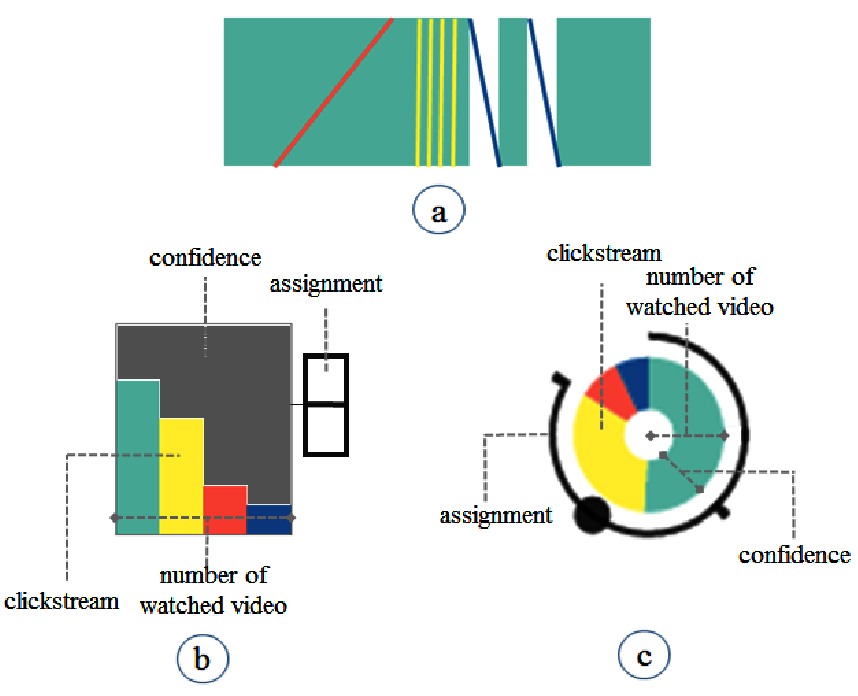 a
confidence
assignment
clickstream
number of
watched video
b
clickstream
number of
watched video
assignment
confidence
c